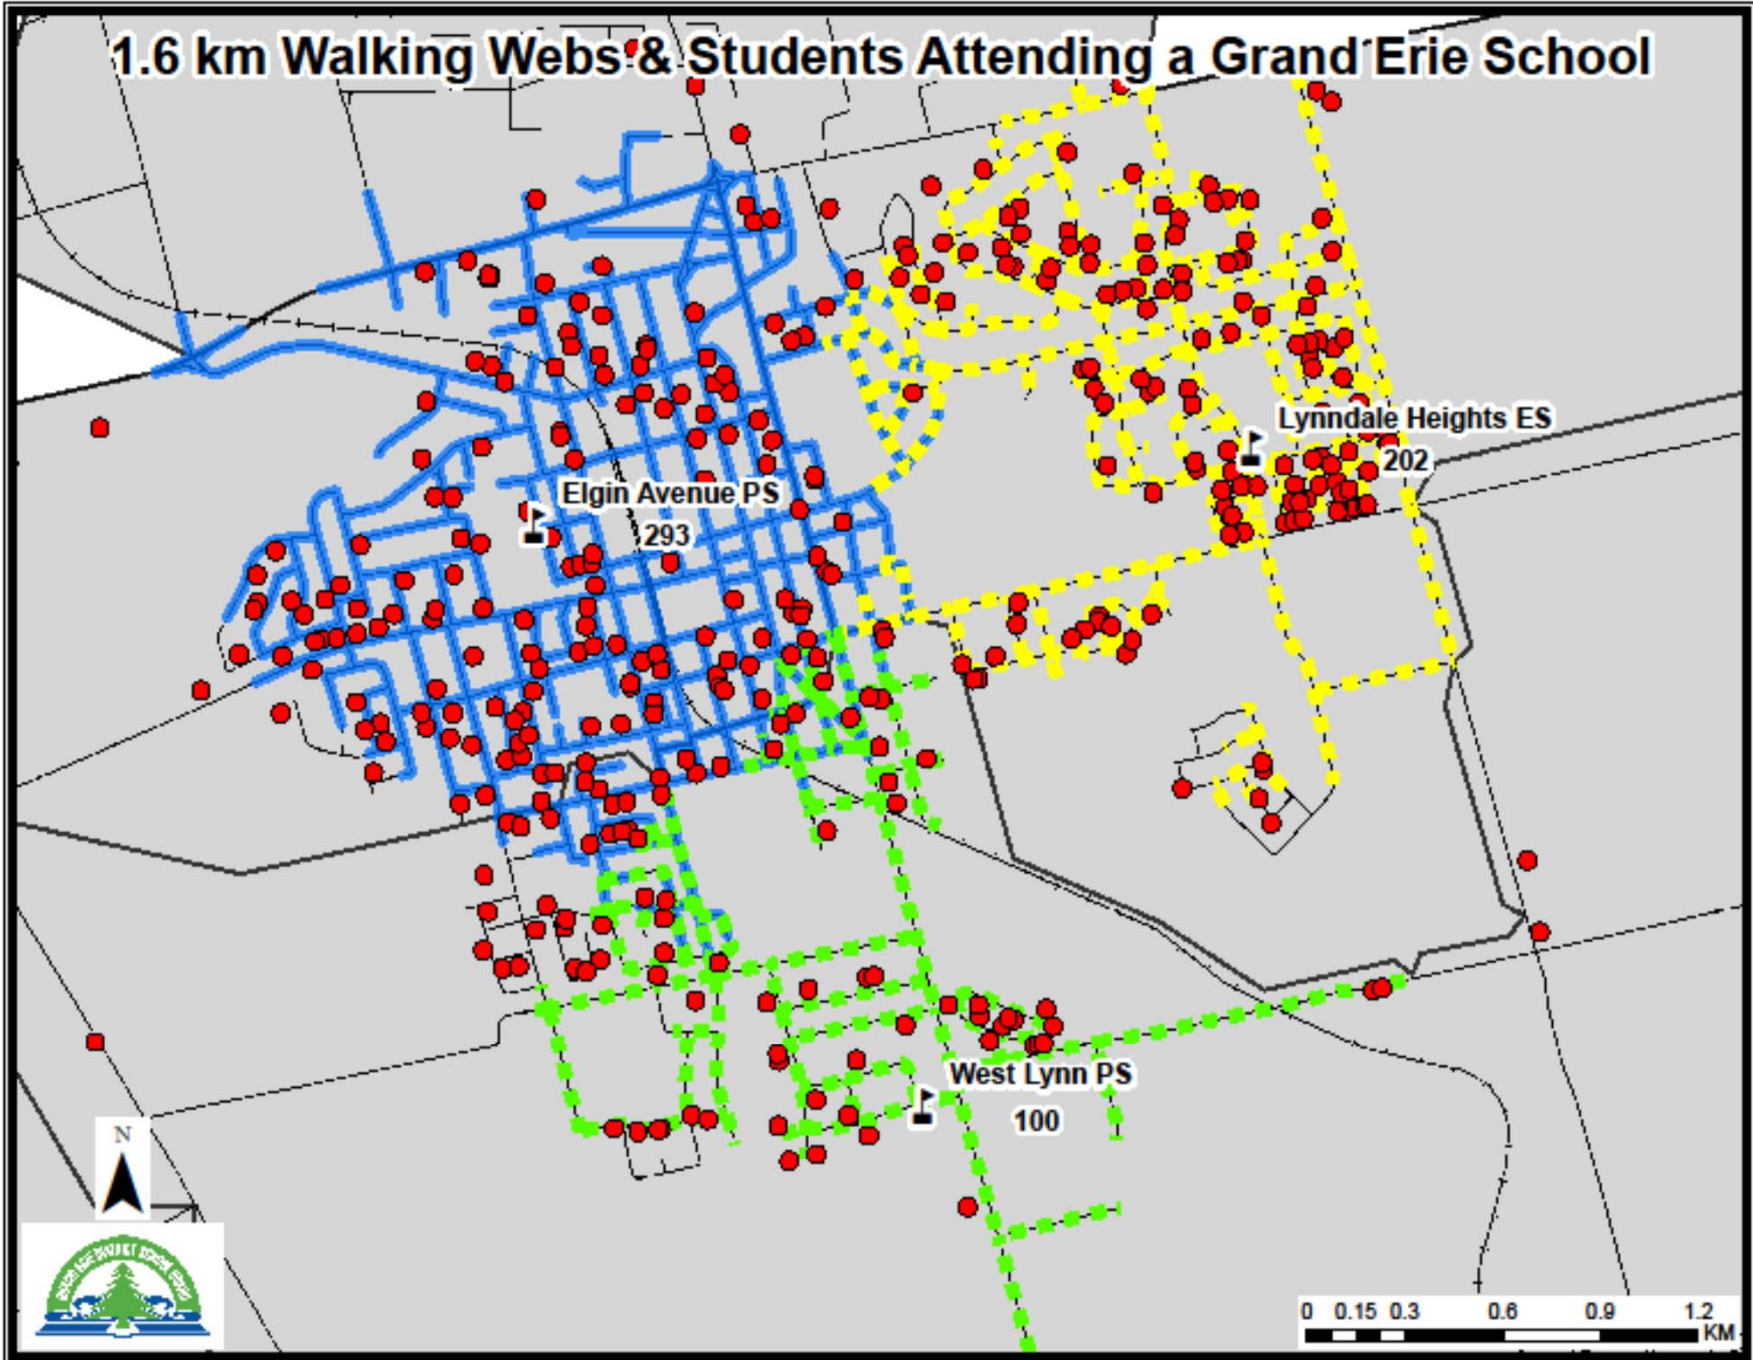 1.6 km Walking Webs & Students Attending a Grand Erie School
Lynndale Heights ES
202
Elgin Avenue PS
293
West Lynn PS
100
N
0 0.15 0.3 0.6 0.9 1.2
KM